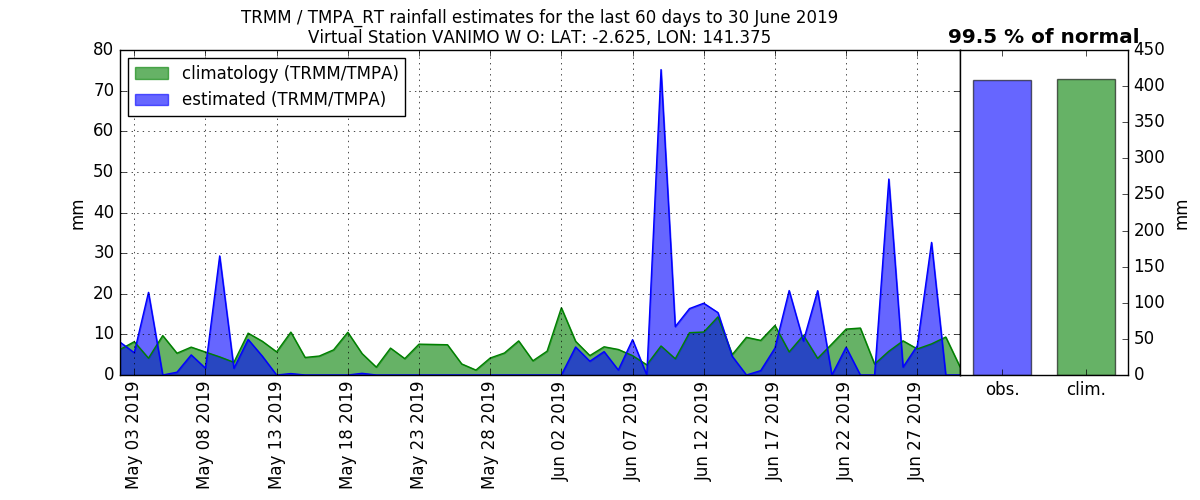 TRMM / TMPA_RT rainfall estimates for the last 60 days to 30 June 2019
Virtual Station VANIMO W O: LAT: -2.625, LON: 141.375
99.5 % of normal
climatology (TRMM/TMPA)
estimated (TRMM/TMPA)
80
70
60
50
40
30
20
10
0
mm
450
400
350
300
250
200
150
100
50
0
mm
May 03 2019
May 08 2019
May 13 2019
May 18 2019
May 23 2019
May 28 2019
Jun 02 2019
Jun 07 2019
Jun 12 2019
Jun 17 2019
Jun 22 2019
Jun 27 2019
obs.
clim.